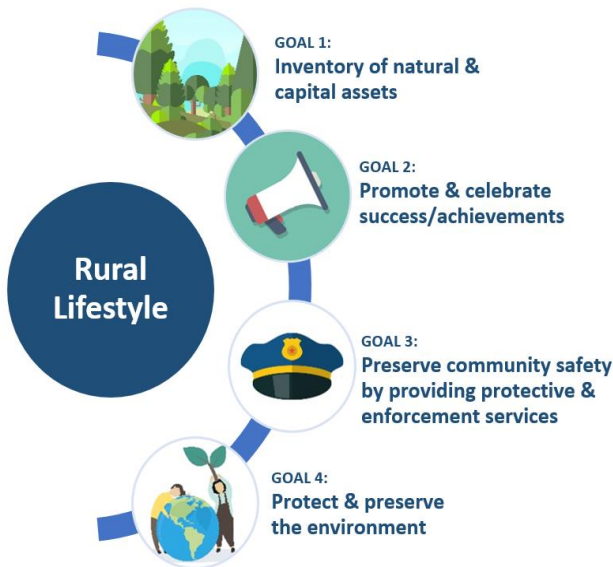 GOAL 1:
Inventory of natural &
capital assets
GOAL 2:
Promote & celebrate
success/achievements
Rural
Lifestyle
GOAL 3:
Preserve community safety
by providing protective &
enforcement services
GOAL 4:
Protect & preserve
the environment